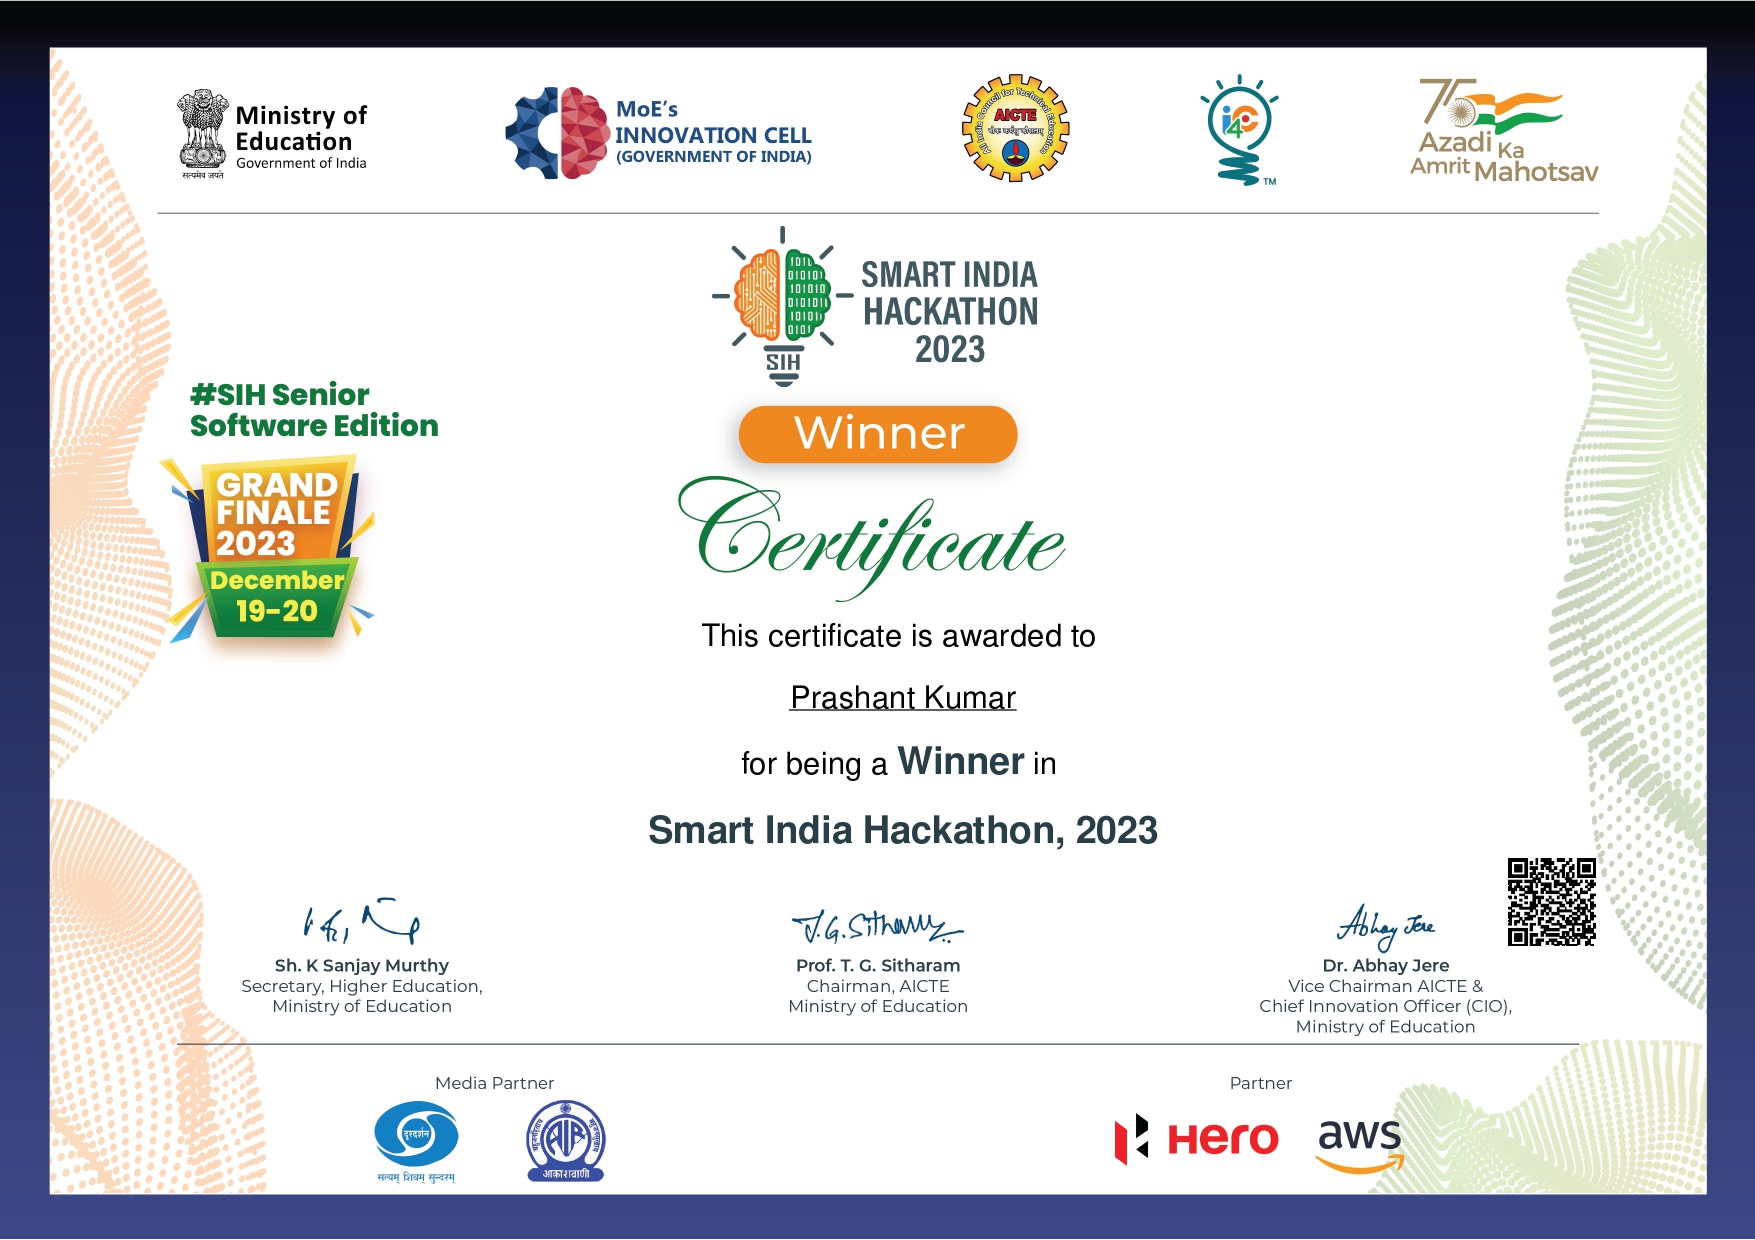 Ministry of
Education
Government of India
सत्यमेव जयते
MoE's
INNOVATION CELL
(GOVERNMENT OF INDIA)
All India Council for Technical Education
AICTE
i4C
TM
75
Azadi Ka
Amrit Mahotsav
SIH
SMART INDIA
HACKATHON
2023
#SIH Senior
Software Edition
GRAND
FINALE
2023
December
19-20
Winner
Certificate
This certificate is awarded to
Prashant Kumar
for being a Winner in
Smart India Hackathon, 2023
T.G. Sitharam
Abhay Jere
Sh. K Sanjay Murthy
Secretary, Higher Education,
Ministry of Education
Prof. T. G. Sitharam
Chairman, AICTE
Ministry of Education
Dr. Abhay Jere
Vice Chairman AICTE &
Chief Innovation Officer (CIO),
Ministry of Education
Media Partner
Partner
दूरदर्शन
सत्यम् शिवम् सुन्दरम्
AIR
आकाशवाणी
Hero
aws